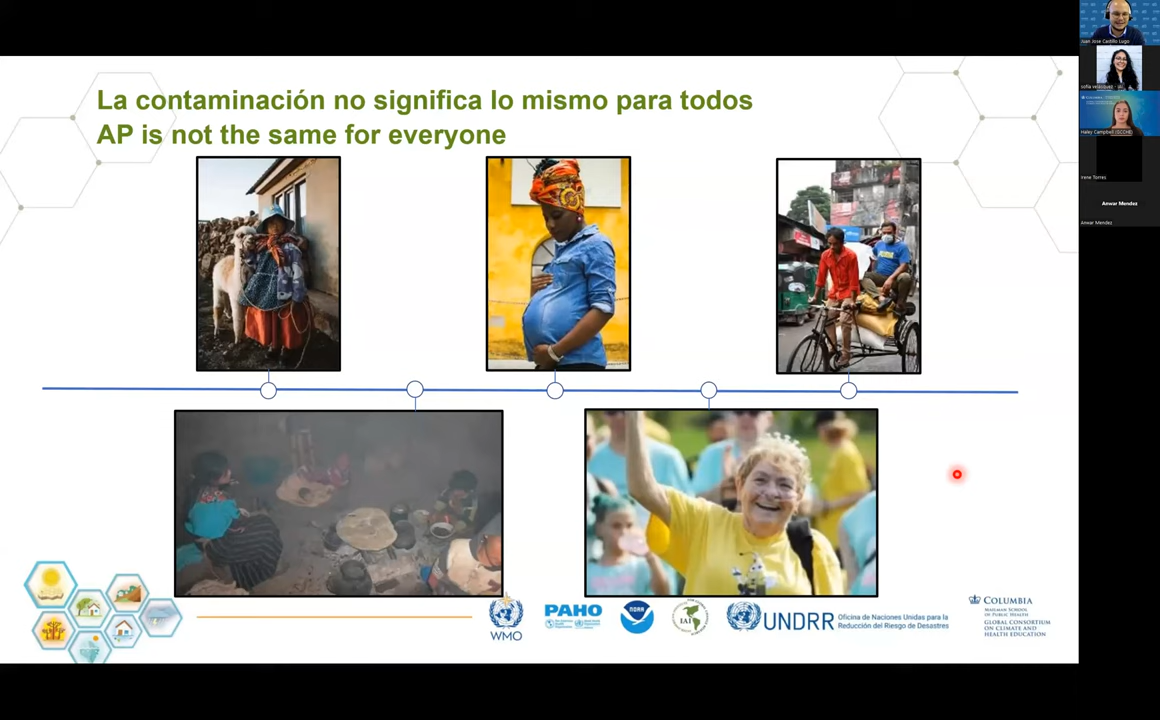 La contaminación no significa lo mismo para todos
AP is not the same for everyone
WMO
PAHO
NOAA
IAI
UNDRR
Oficina de Naciones Unidas para la
Reducción del Riesgo de Desastres
COLUMBIA
MAILMAN SCHOOL
OF PUBLIC HEALTH
GLOBAL CONSORTIUM
ON CLIMATE AND
HEALTH EDUCATION
Juan José Castillo Lugo
sofia velasquez - IAI
Haley Campbell (GCCHE)
Irene Torres
Anwar Mendez
Anwar Mendez